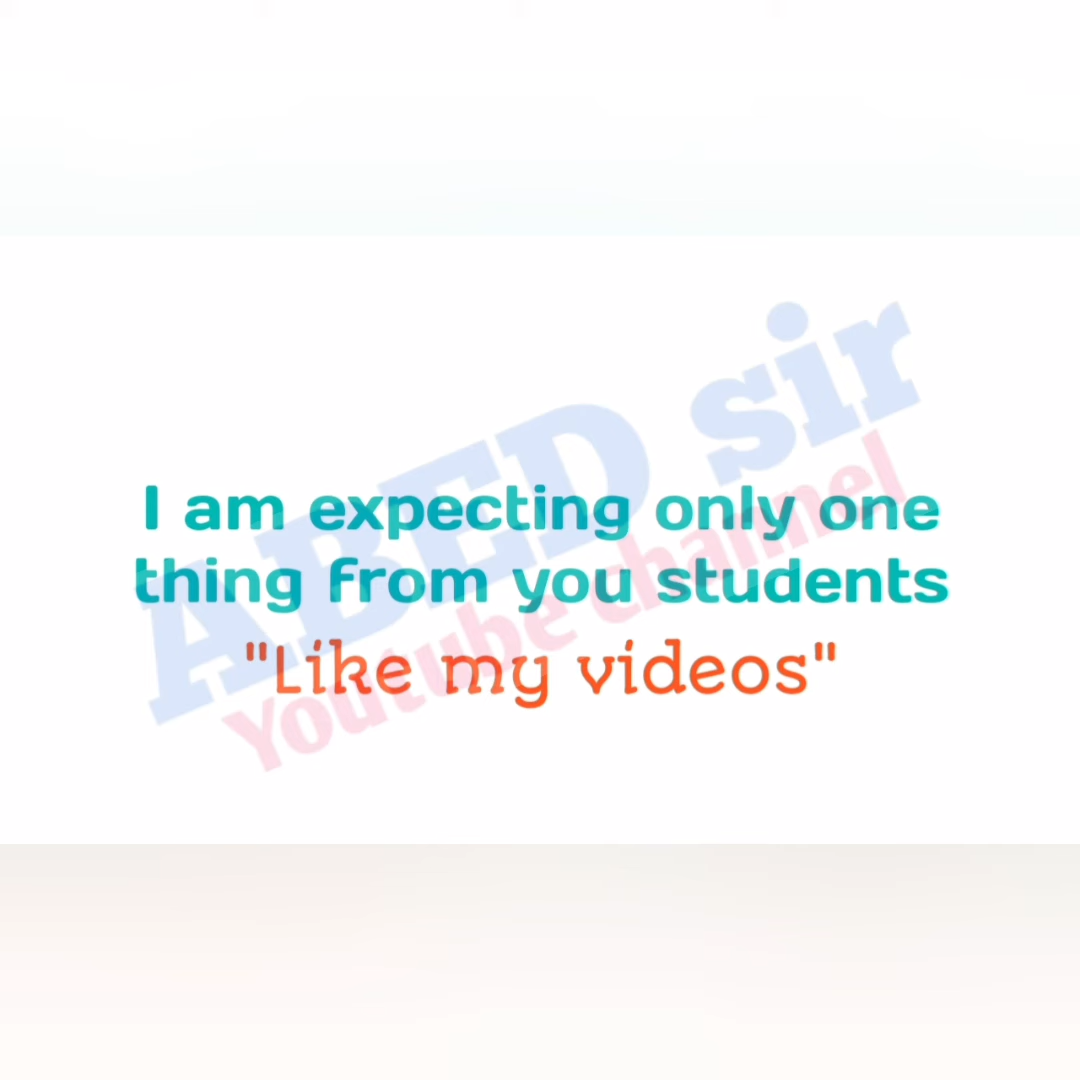 ABED sir
Youtube channel
I am expecting only one
thing from you students
"Like my videos"